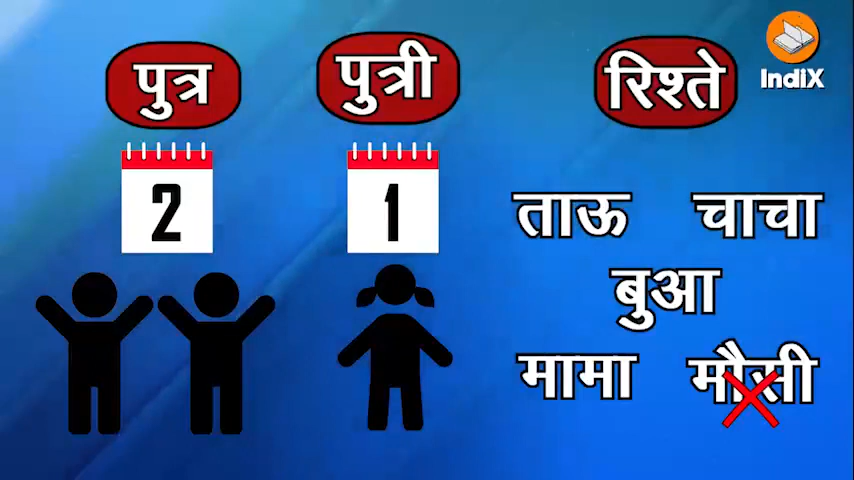 पुत्र पुत्री रिश्ते
IndiX
2 1
ताऊ चाचा
बुआ
मामा मौसी